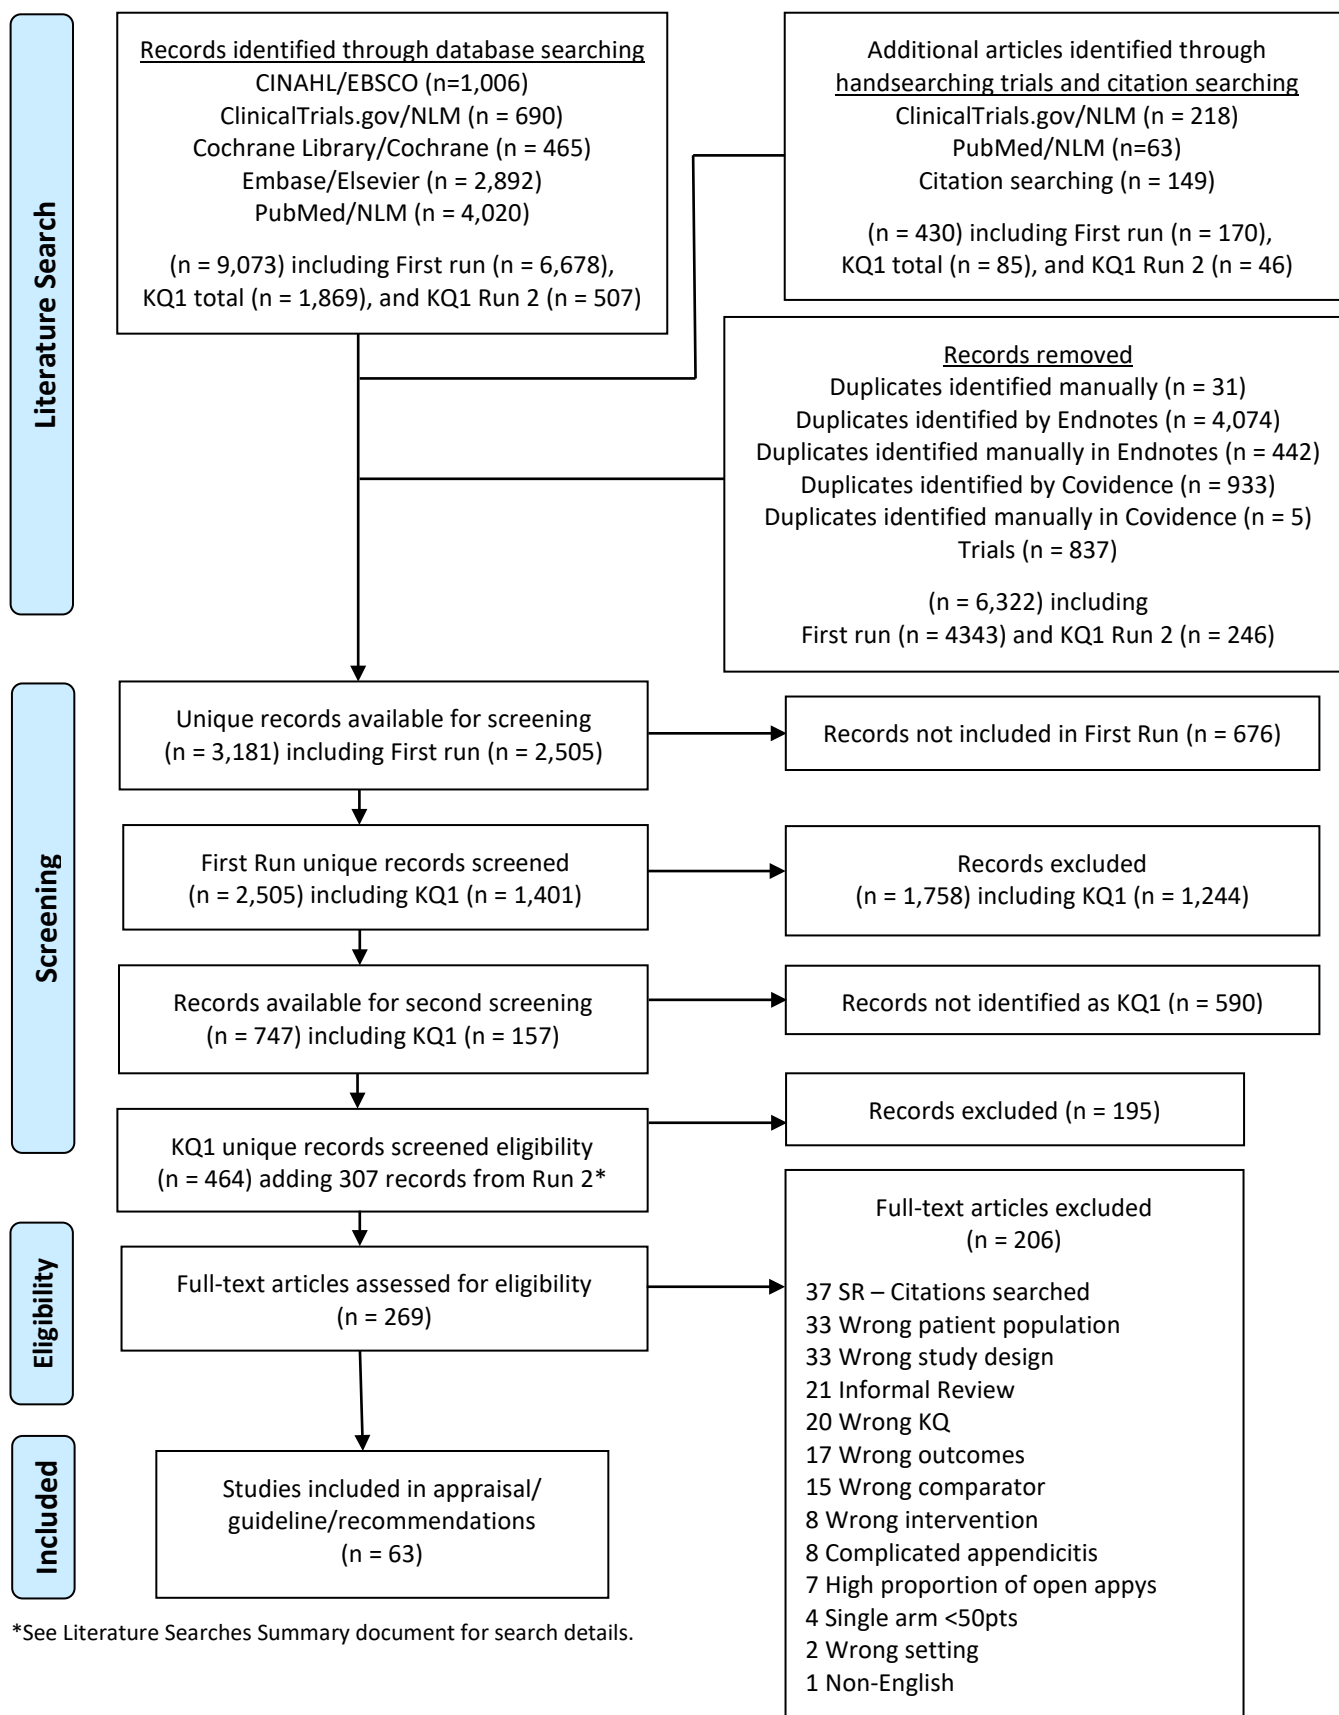 Literature Search
Records identified through database searching
CINAHL/EBSCO (n=1,006)
ClinicalTrials.gov/NLM (n = 690)
Cochrane Library/Cochrane (n = 465)
Embase/Elsevier (n = 2,892)
PubMed/NLM (n = 4,020)
(n = 9,073) including First run (n = 6,678),
KQ1 total (n = 1,869), and KQ1 Run 2 (n = 507)
Additional articles identified through
handsearching trials and citation searching
ClinicalTrials.gov/NLM (n = 218)
PubMed/NLM (n=63)
Citation searching (n = 149)
(n = 430) including First run (n = 170),
KQ1 total (n = 85), and KQ1 Run 2 (n = 46)
Records removed
Duplicates identified manually (n = 31)
Duplicates identified by Endnotes (n = 4,074)
Duplicates identified manually in Endnotes (n = 442)
Duplicates identified by Covidence (n = 933)
Duplicates identified manually in Covidence (n = 5)
Trials (n = 837)
(n = 6,322) including
First run (n = 4343) and KQ1 Run 2 (n = 246)
Screening
Unique records available for screening
(n = 3,181) including First run (n = 2,505)
Records not included in First Run (n = 676)
First Run unique records screened
(n = 2,505) including KQ1 (n = 1,401)
Records excluded
(n = 1,758) including KQ1 (n = 1,244)
Records available for second screening
(n = 747) including KQ1 (n = 157)
Records not identified as KQ1 (n = 590)
KQ1 unique records screened eligibility
(n = 464) adding 307 records from Run 2*
Records excluded (n = 195)
Eligibility
Full-text articles assessed for eligibility
(n = 269)
Full-text articles excluded
(n = 206)
37 SR – Citations searched
33 Wrong patient population
33 Wrong study design
21 Informal Review
20 Wrong KQ
17 Wrong outcomes
15 Wrong comparator
8 Wrong intervention
8 Complicated appendicitis
7 High proportion of open appys
4 Single arm <50pts
2 Wrong setting
1 Non-English
Included
Studies included in appraisal/
guideline/recommendations
(n = 63)
*See Literature Searches Summary document for search details.